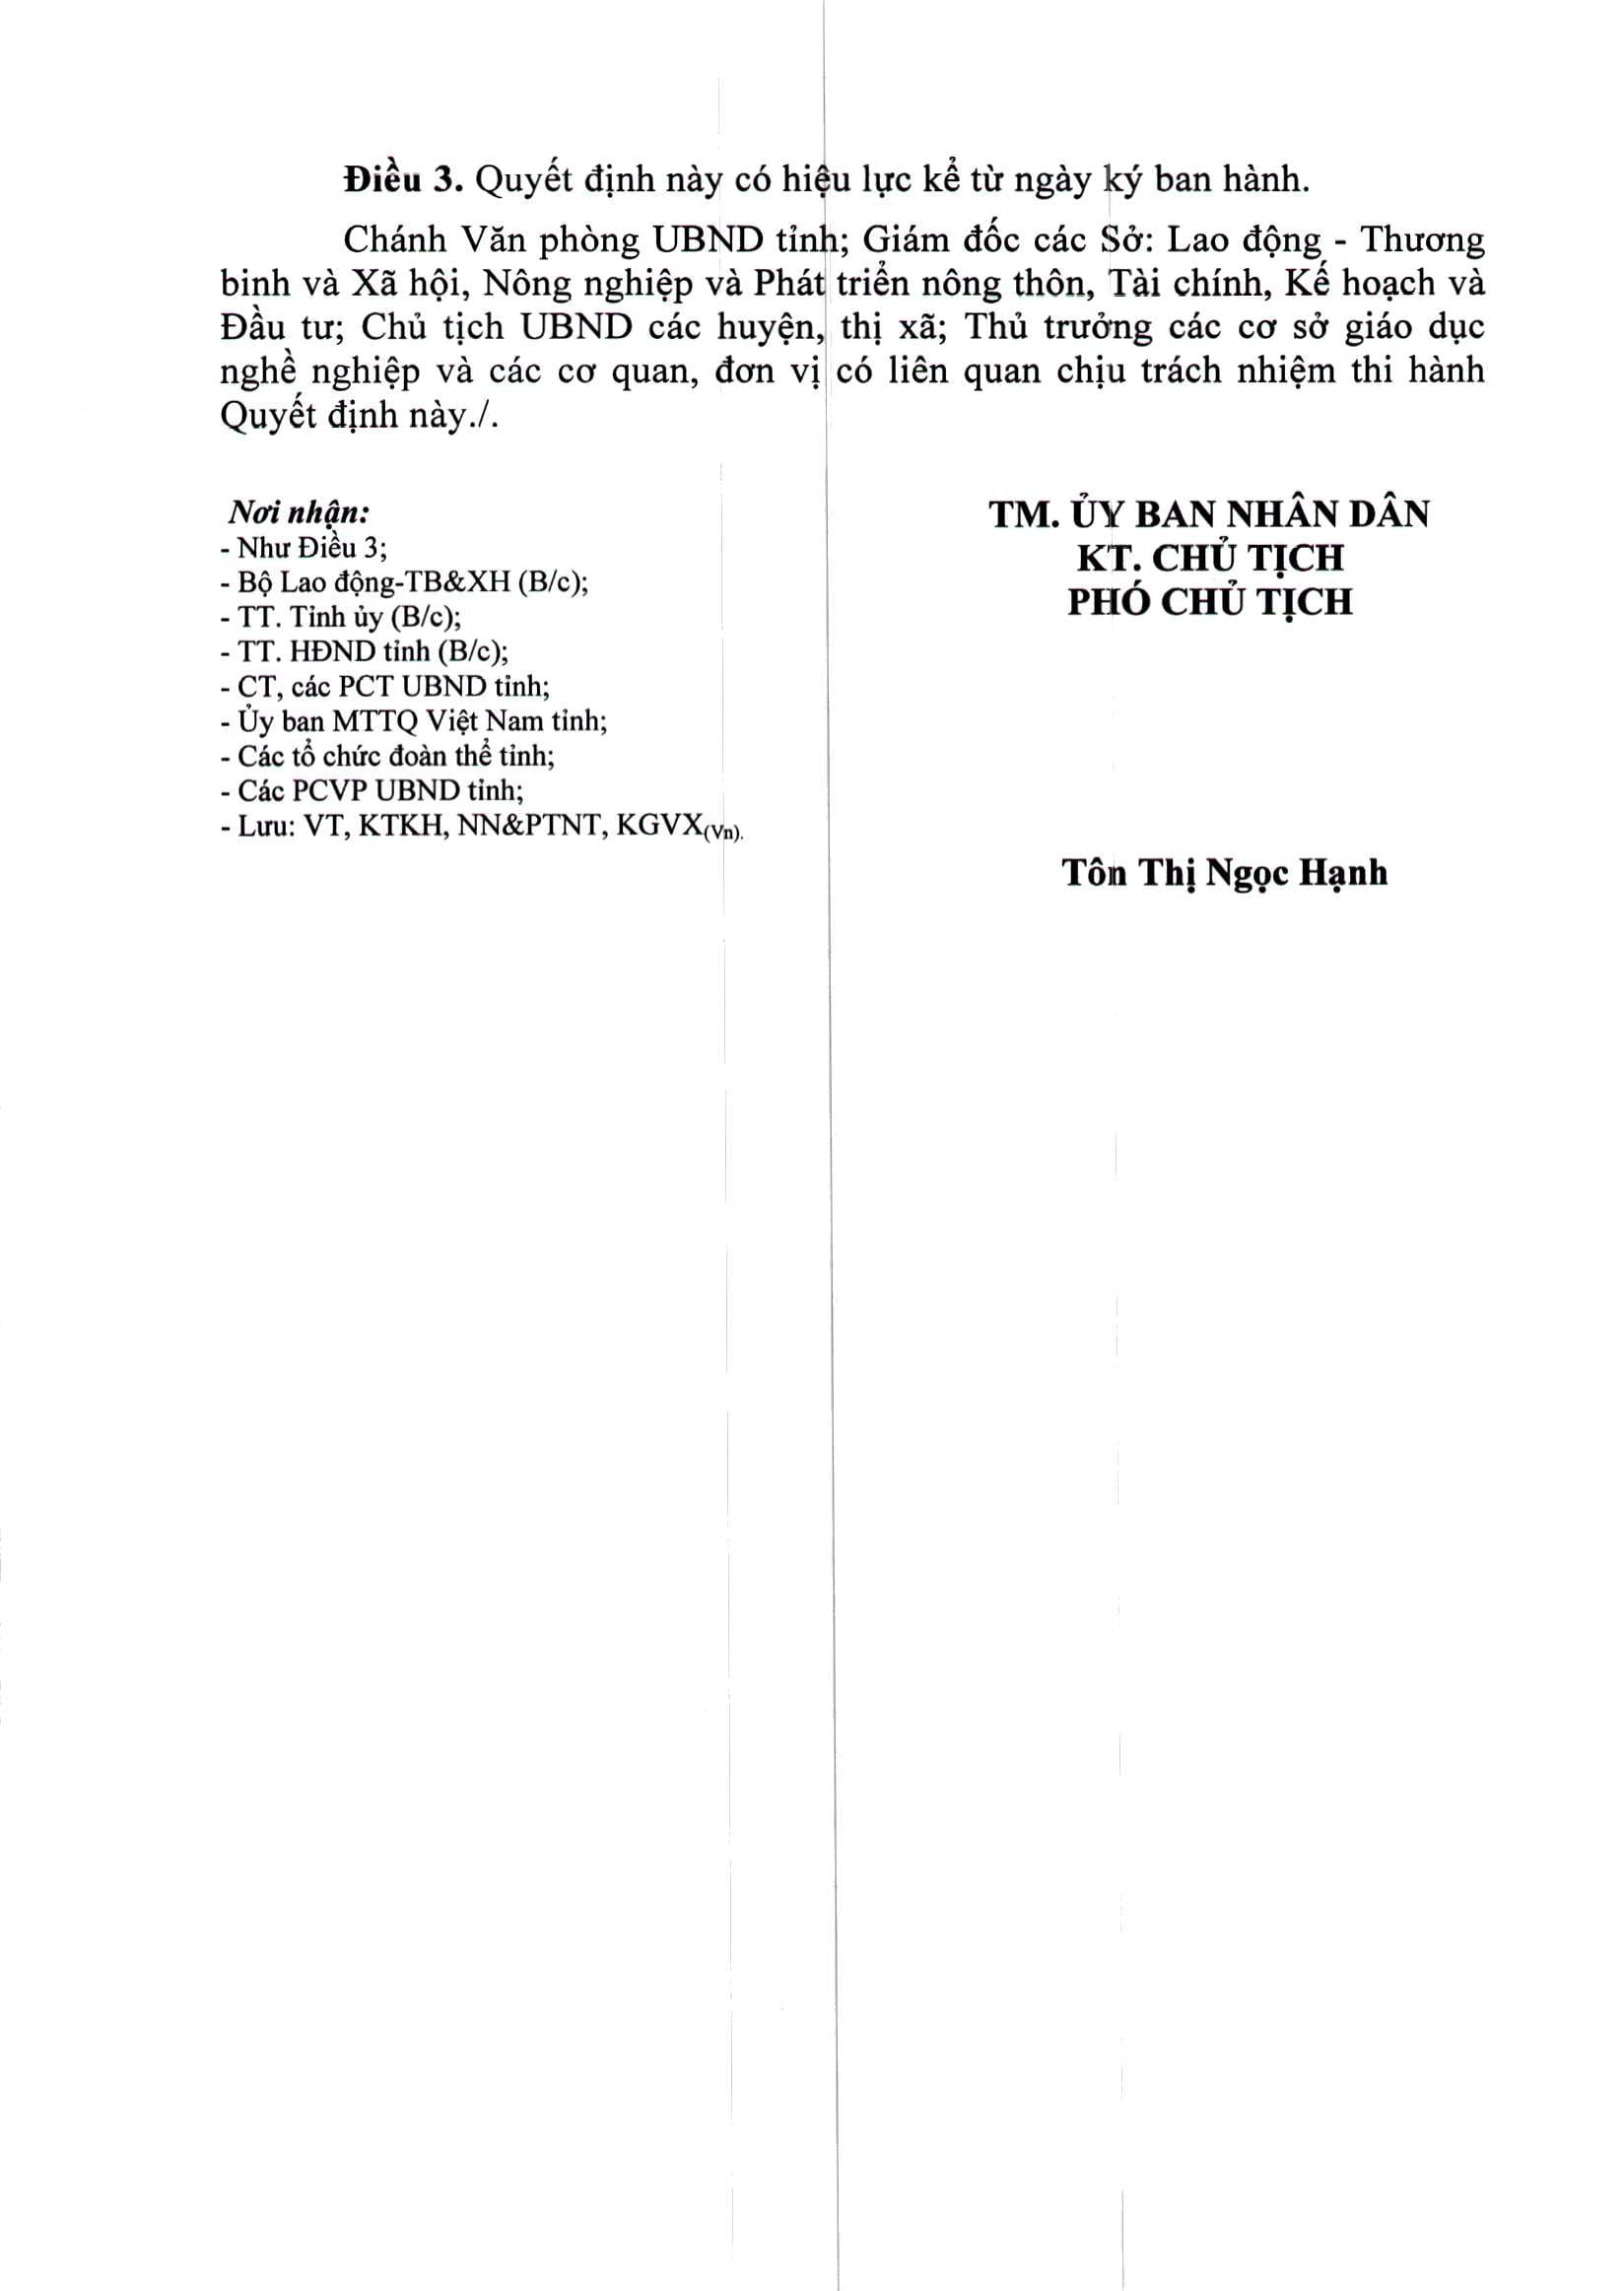 Điều 3. Quyết định này có hiệu lực kể từ ngày ký ban hành.
Chánh Văn phòng UBND tỉnh; Giám đốc các Sở: Lao động - Thương
binh và Xã hội, Nông nghiệp và Phát triển nông thôn, Tài chính, Kế hoạch và
Đầu tư; Chủ tịch UBND các huyện, thị xã; Thủ trưởng các cơ sở giáo dục
nghề nghiệp và các cơ quan, đơn vị có liên quan chịu trách nhiệm thi hành
Quyết định này./.
Nơi nhận:
- Như Điều 3;
- Bộ Lao động-TB&XH (B/c);
- TT. Tỉnh ủy (B/c);
- TT. HĐND tỉnh (B/c);
- CT, các PCT UBND tỉnh;
- Ủy ban MTTQ Việt Nam tỉnh;
- Các tổ chức đoàn thể tỉnh;
- Các PCVP UBND tỉnh;
- Lưu: VT, KTKH, NN&PTNT, KGVX(Vn).
TM. ỦY BAN NHÂN DÂN
KT. CHỦ TỊCH
PHÓ CHỦ TỊCH
Tôn Thị Ngọc Hạnh